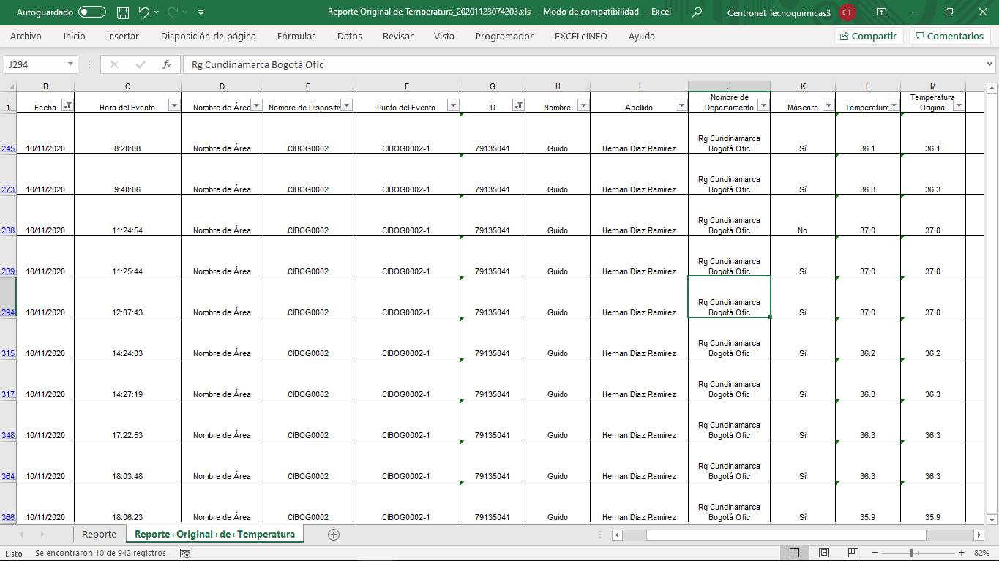 Autoguardado
Reporte Original de Temperatura_20201123074203.xls - Modo de compatibilidad - Excel
Centronet Tecnoquimicas3 CT
Archivo Inicio Insertar Disposición de página Fórmulas Datos Revisar Vista Programador EXCELeINFO Ayuda Compartir Comentarios
J294 fx Rg Cundinamarca Bogotá Ofic
B C D E F G H I J K L M
1 Fecha Hora del Evento Nombre de Área Nombre de Dispositiv Punto del Evento ID Nombre Apellido Nombre de Departamento Máscara Temperatura Temperatura Original
245 10/11/2020 8:20:08 Nombre de Área CIBOG0002 CIBOG0002-1 79135041 Guido Hernan Diaz Ramirez Rg Cundinamarca Bogotá Ofic Sí 36.1 36.1
273 10/11/2020 9:40:06 Nombre de Área CIBOG0002 CIBOG0002-1 79135041 Guido Hernan Diaz Ramirez Rg Cundinamarca Bogotá Ofic Sí 36.3 36.3
288 10/11/2020 11:24:54 Nombre de Área CIBOG0002 CIBOG0002-1 79135041 Guido Hernan Diaz Ramirez Rg Cundinamarca Bogotá Ofic No 37.0 37.0
289 10/11/2020 11:25:44 Nombre de Área CIBOG0002 CIBOG0002-1 79135041 Guido Hernan Diaz Ramirez Rg Cundinamarca Bogotá Ofic Sí 37.0 37.0
294 10/11/2020 12:07:43 Nombre de Área CIBOG0002 CIBOG0002-1 79135041 Guido Hernan Diaz Ramirez Rg Cundinamarca Bogotá Ofic Sí 37.0 37.0
315 10/11/2020 14:24:03 Nombre de Área CIBOG0002 CIBOG0002-1 79135041 Guido Hernan Diaz Ramirez Rg Cundinamarca Bogotá Ofic Sí 36.2 36.2
317 10/11/2020 14:27:19 Nombre de Área CIBOG0002 CIBOG0002-1 79135041 Guido Hernan Diaz Ramirez Rg Cundinamarca Bogotá Ofic Sí 36.3 36.3
348 10/11/2020 17:22:53 Nombre de Área CIBOG0002 CIBOG0002-1 79135041 Guido Hernan Diaz Ramirez Rg Cundinamarca Bogotá Ofic Sí 36.3 36.3
364 10/11/2020 18:03:48 Nombre de Área CIBOG0002 CIBOG0002-1 79135041 Guido Hernan Diaz Ramirez Rg Cundinamarca Bogotá Ofic Sí 36.3 36.3
366 10/11/2020 18:06:23 Nombre de Área CIBOG0002 CIBOG0002-1 79135041 Guido Hernan Diaz Ramirez Rg Cundinamarca Bogotá Ofic Sí 35.9 35.9
Reporte Reporte+Original+de+Temperatura
Listo Se encontraron 10 de 942 registros 82%